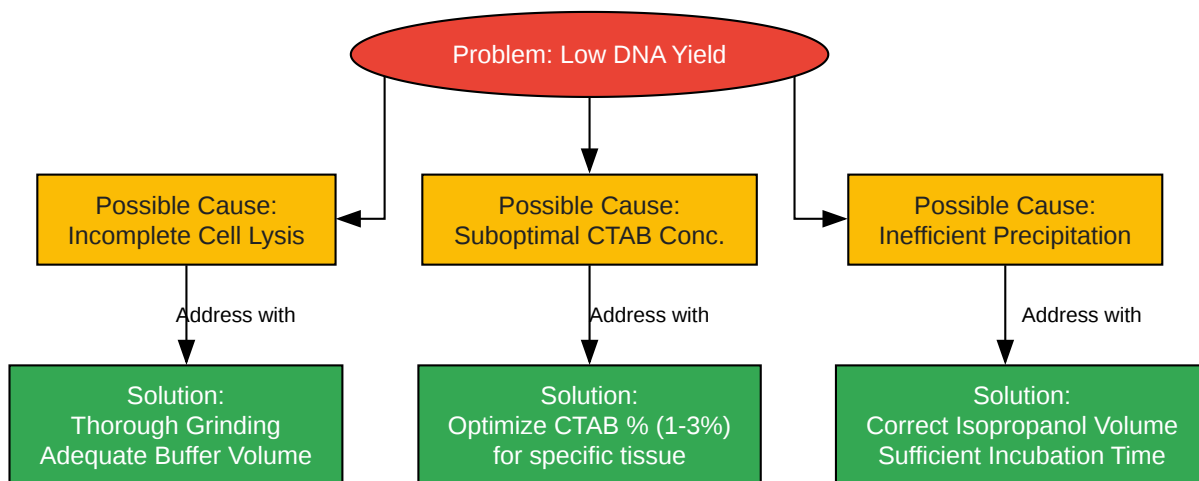 Problem: Low DNA Yield
Possible Cause:
Incomplete Cell Lysis
Possible Cause:
Suboptimal CTAB Conc.
Possible Cause:
Inefficient Precipitation
Address with
Address with
Address with
Solution:
Thorough Grinding
Adequate Buffer Volume
Solution:
Optimize CTAB % (1-3%)
for specific tissue
Solution:
Correct Isopropanol Volume
Sufficient Incubation Time